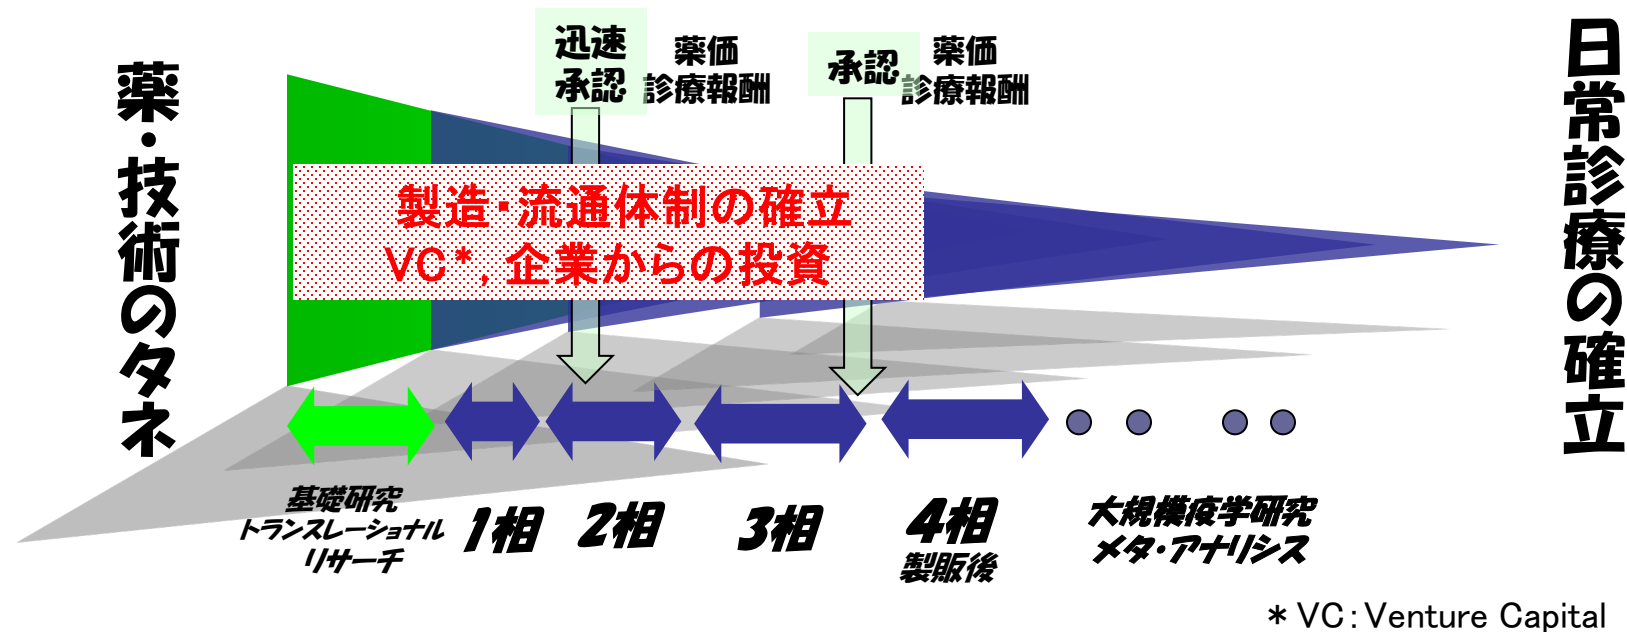 薬・技術のタネ
迅速
承認
薬価
診療報酬
承認
薬価
診療報酬
日常診療の確立
製造・流通体制の確立
VC*, 企業からの投資
基礎研究
トランスレーショナル
リサーチ
1相
2相
3相
4相
製販後
大規模疫学研究
メタ・アナリシス
* VC:Venture Capital